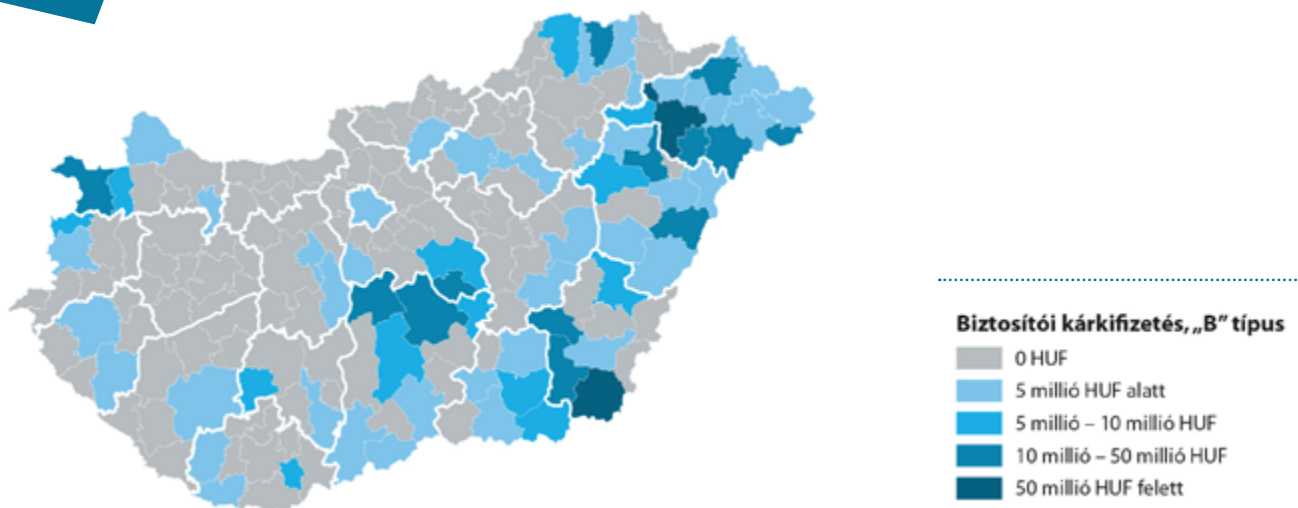 Biztosítói kárkifizetés, „B” típus
0 HUF
5 millió HUF alatt
5 millió – 10 millió HUF
10 millió – 50 millió HUF
50 millió HUF felett